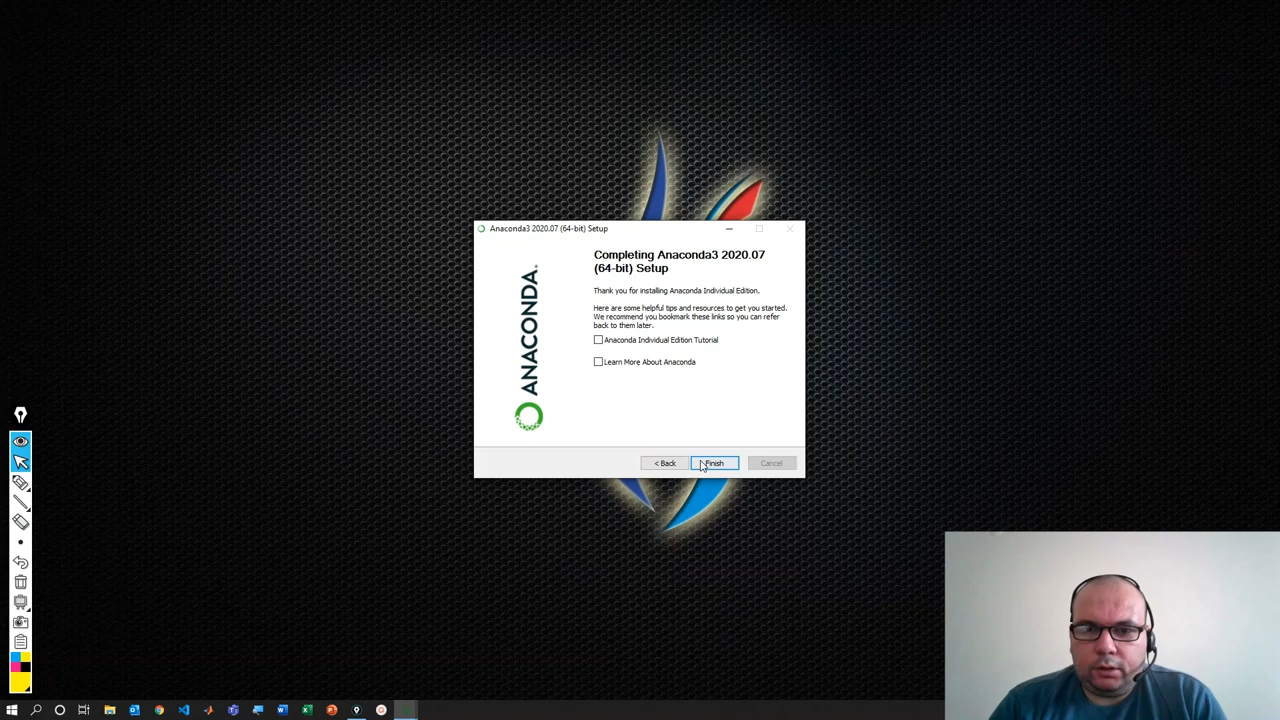 Anaconda3 2020.07 (64-bit) Setup
Completing Anaconda3 2020.07
(64-bit) Setup
Thank you for installing Anaconda Individual Edition.
Here are some helpful tips and resources to get you started.
We recommend you bookmark these links so you can refer
back to them later.
Anaconda Individual Edition Tutorial
Learn More About Anaconda
ANACONDA.
< Back
Finish
Cancel